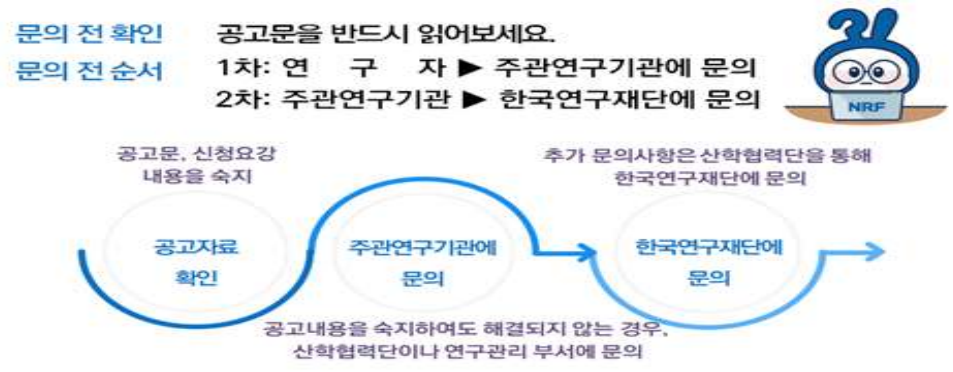 문의 전 확인 공고문을 반드시 읽어보세요.
문의 전 순서 1차: 연 구 자 ▶ 주관연구기관에 문의
2차: 주관연구기관 ▶ 한국연구재단에 문의
NRF
공고문, 신청요강
내용을 숙지
추가 문의사항은 산학협력단을 통해
한국연구재단에 문의
공고자료
확인
주관연구기관에
문의
한국연구재단에
문의
공고내용을 숙지하여도 해결되지 않는 경우,
산학협력단이나 연구관리 부서에 문의